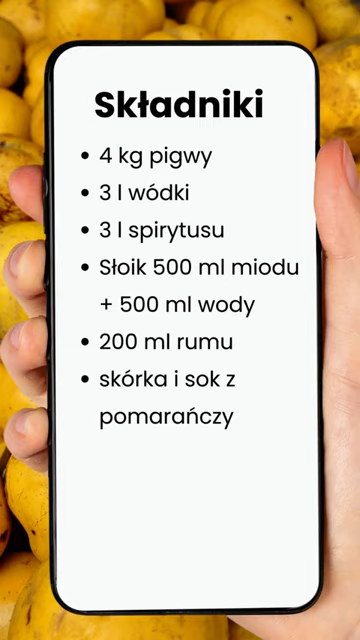 Składniki
• 4 kg pigwy
• 3 l wódki
• 3 l spirytusu
• Słoik 500 ml miodu
+ 500 ml wody
• 200 ml rumu
• skórka i sok z
pomarańczy